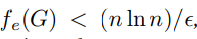 f_e(G) < (n ln n)/ϵ,